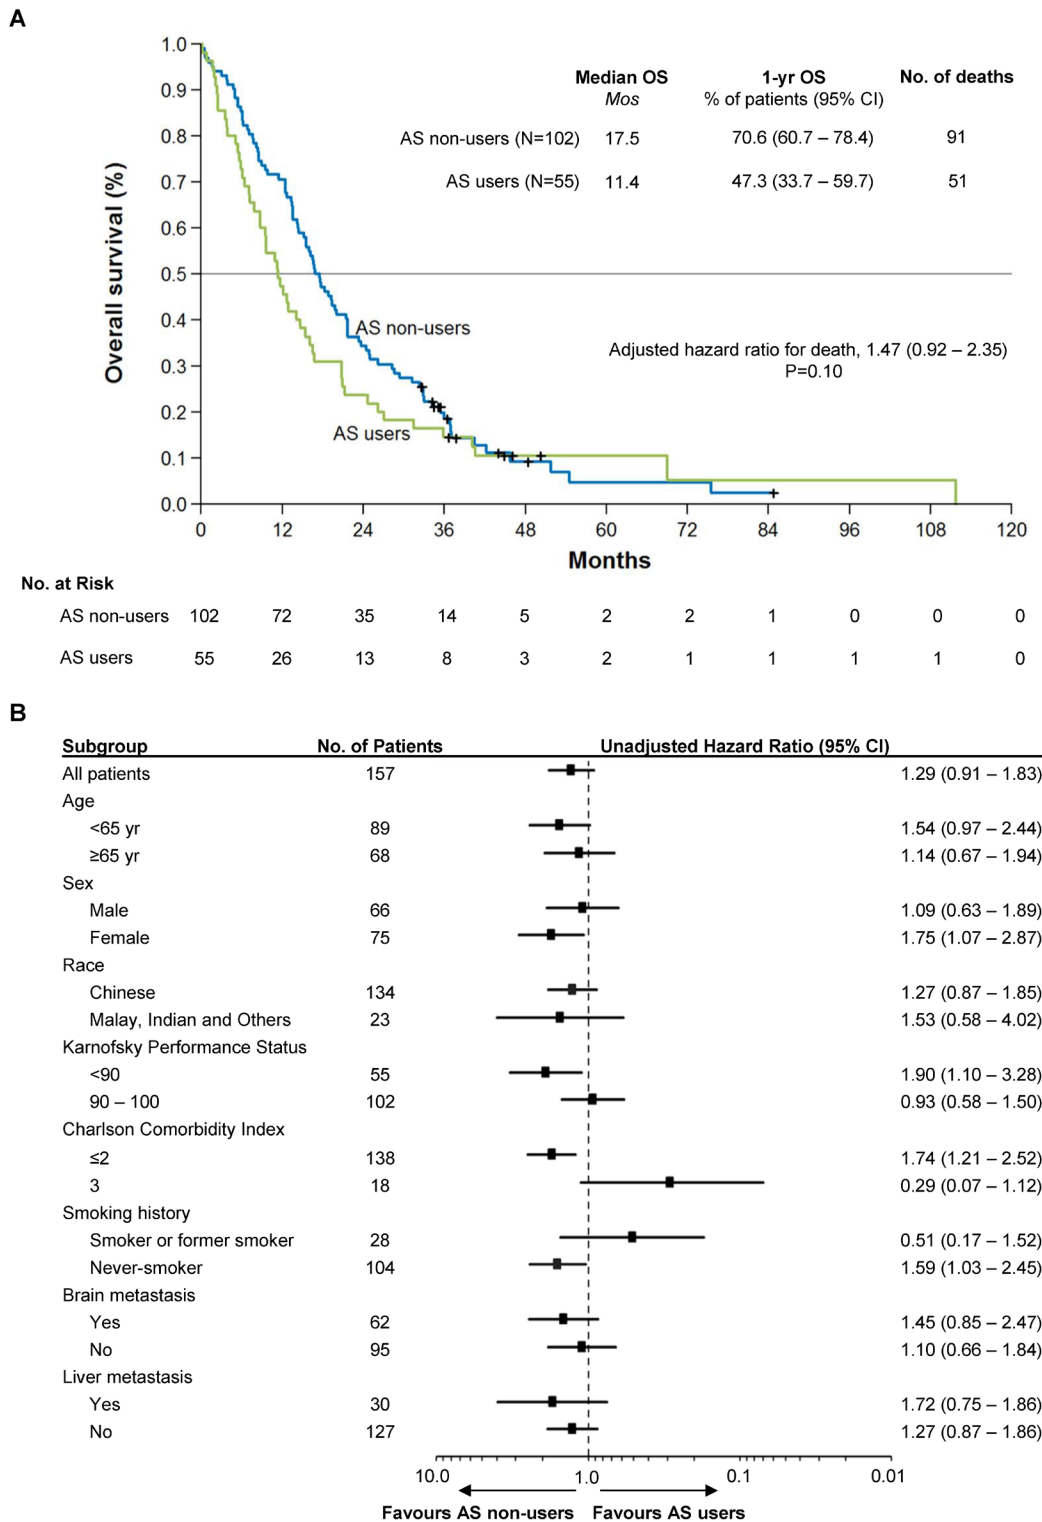 A
Median OS 1-yr OS No. of deaths
Mos % of patients (95% CI)
AS non-users (N=102) 17.5 70.6 (60.7 – 78.4) 91
AS users (N=55) 11.4 47.3 (33.7 – 59.7) 51
Overall survival (%)
1.0
0.9
0.8
0.7
0.6
0.5
0.4
0.3
0.2
0.1
0.0
AS non-users
AS users
Adjusted hazard ratio for death, 1.47 (0.92 – 2.35)
P=0.10
0 12 24 36 48 60 72 84 96 108 120
Months
No. at Risk
AS non-users 102 72 35 14 5 2 2 1 0 0 0
AS users 55 26 13 8 3 2 1 1 1 1 0
B
Subgroup No. of Patients Unadjusted Hazard Ratio (95% CI)
All patients 157 1.29 (0.91 – 1.83)
Age
<65 yr 89 1.54 (0.97 – 2.44)
≥65 yr 68 1.14 (0.67 – 1.94)
Sex
Male 66 1.09 (0.63 – 1.89)
Female 75 1.75 (1.07 – 2.87)
Race
Chinese 134 1.27 (0.87 – 1.85)
Malay, Indian and Others 23 1.53 (0.58 – 4.02)
Karnofsky Performance Status
<90 55 1.90 (1.10 – 3.28)
90 – 100 102 0.93 (0.58 – 1.50)
Charlson Comorbidity Index
≤2 138 1.74 (1.21 – 2.52)
3 18 0.29 (0.07 – 1.12)
Smoking history
Smoker or former smoker 28 0.51 (0.17 – 1.52)
Never-smoker 104 1.59 (1.03 – 2.45)
Brain metastasis
Yes 62 1.45 (0.85 – 2.47)
No 95 1.10 (0.66 – 1.84)
Liver metastasis
Yes 30 1.72 (0.75 – 1.86)
No 127 1.27 (0.87 – 1.86)
10.0 1.0 0.1 0.01
Favours AS non-users Favours AS users